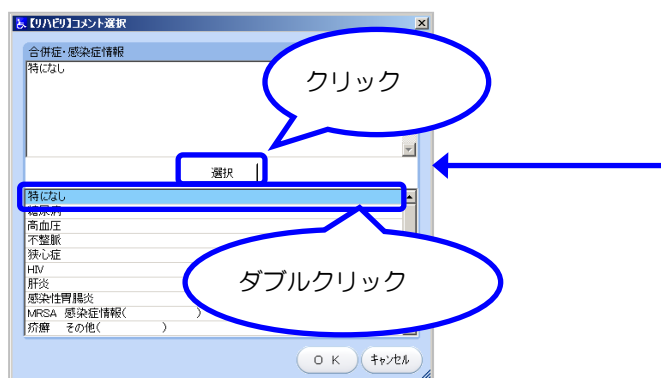 【リハビリ】コメント選択
合併症・感染症情報
特になし
クリック
選択
特になし
糖尿病
高血圧
不整脈
狭心症
HIV
肝炎
感染性胃腸炎
MRSA 感染症情報(　　　　)
疥癬　その他(　　　　　)
ダブルクリック
ＯＫ
キャンセル